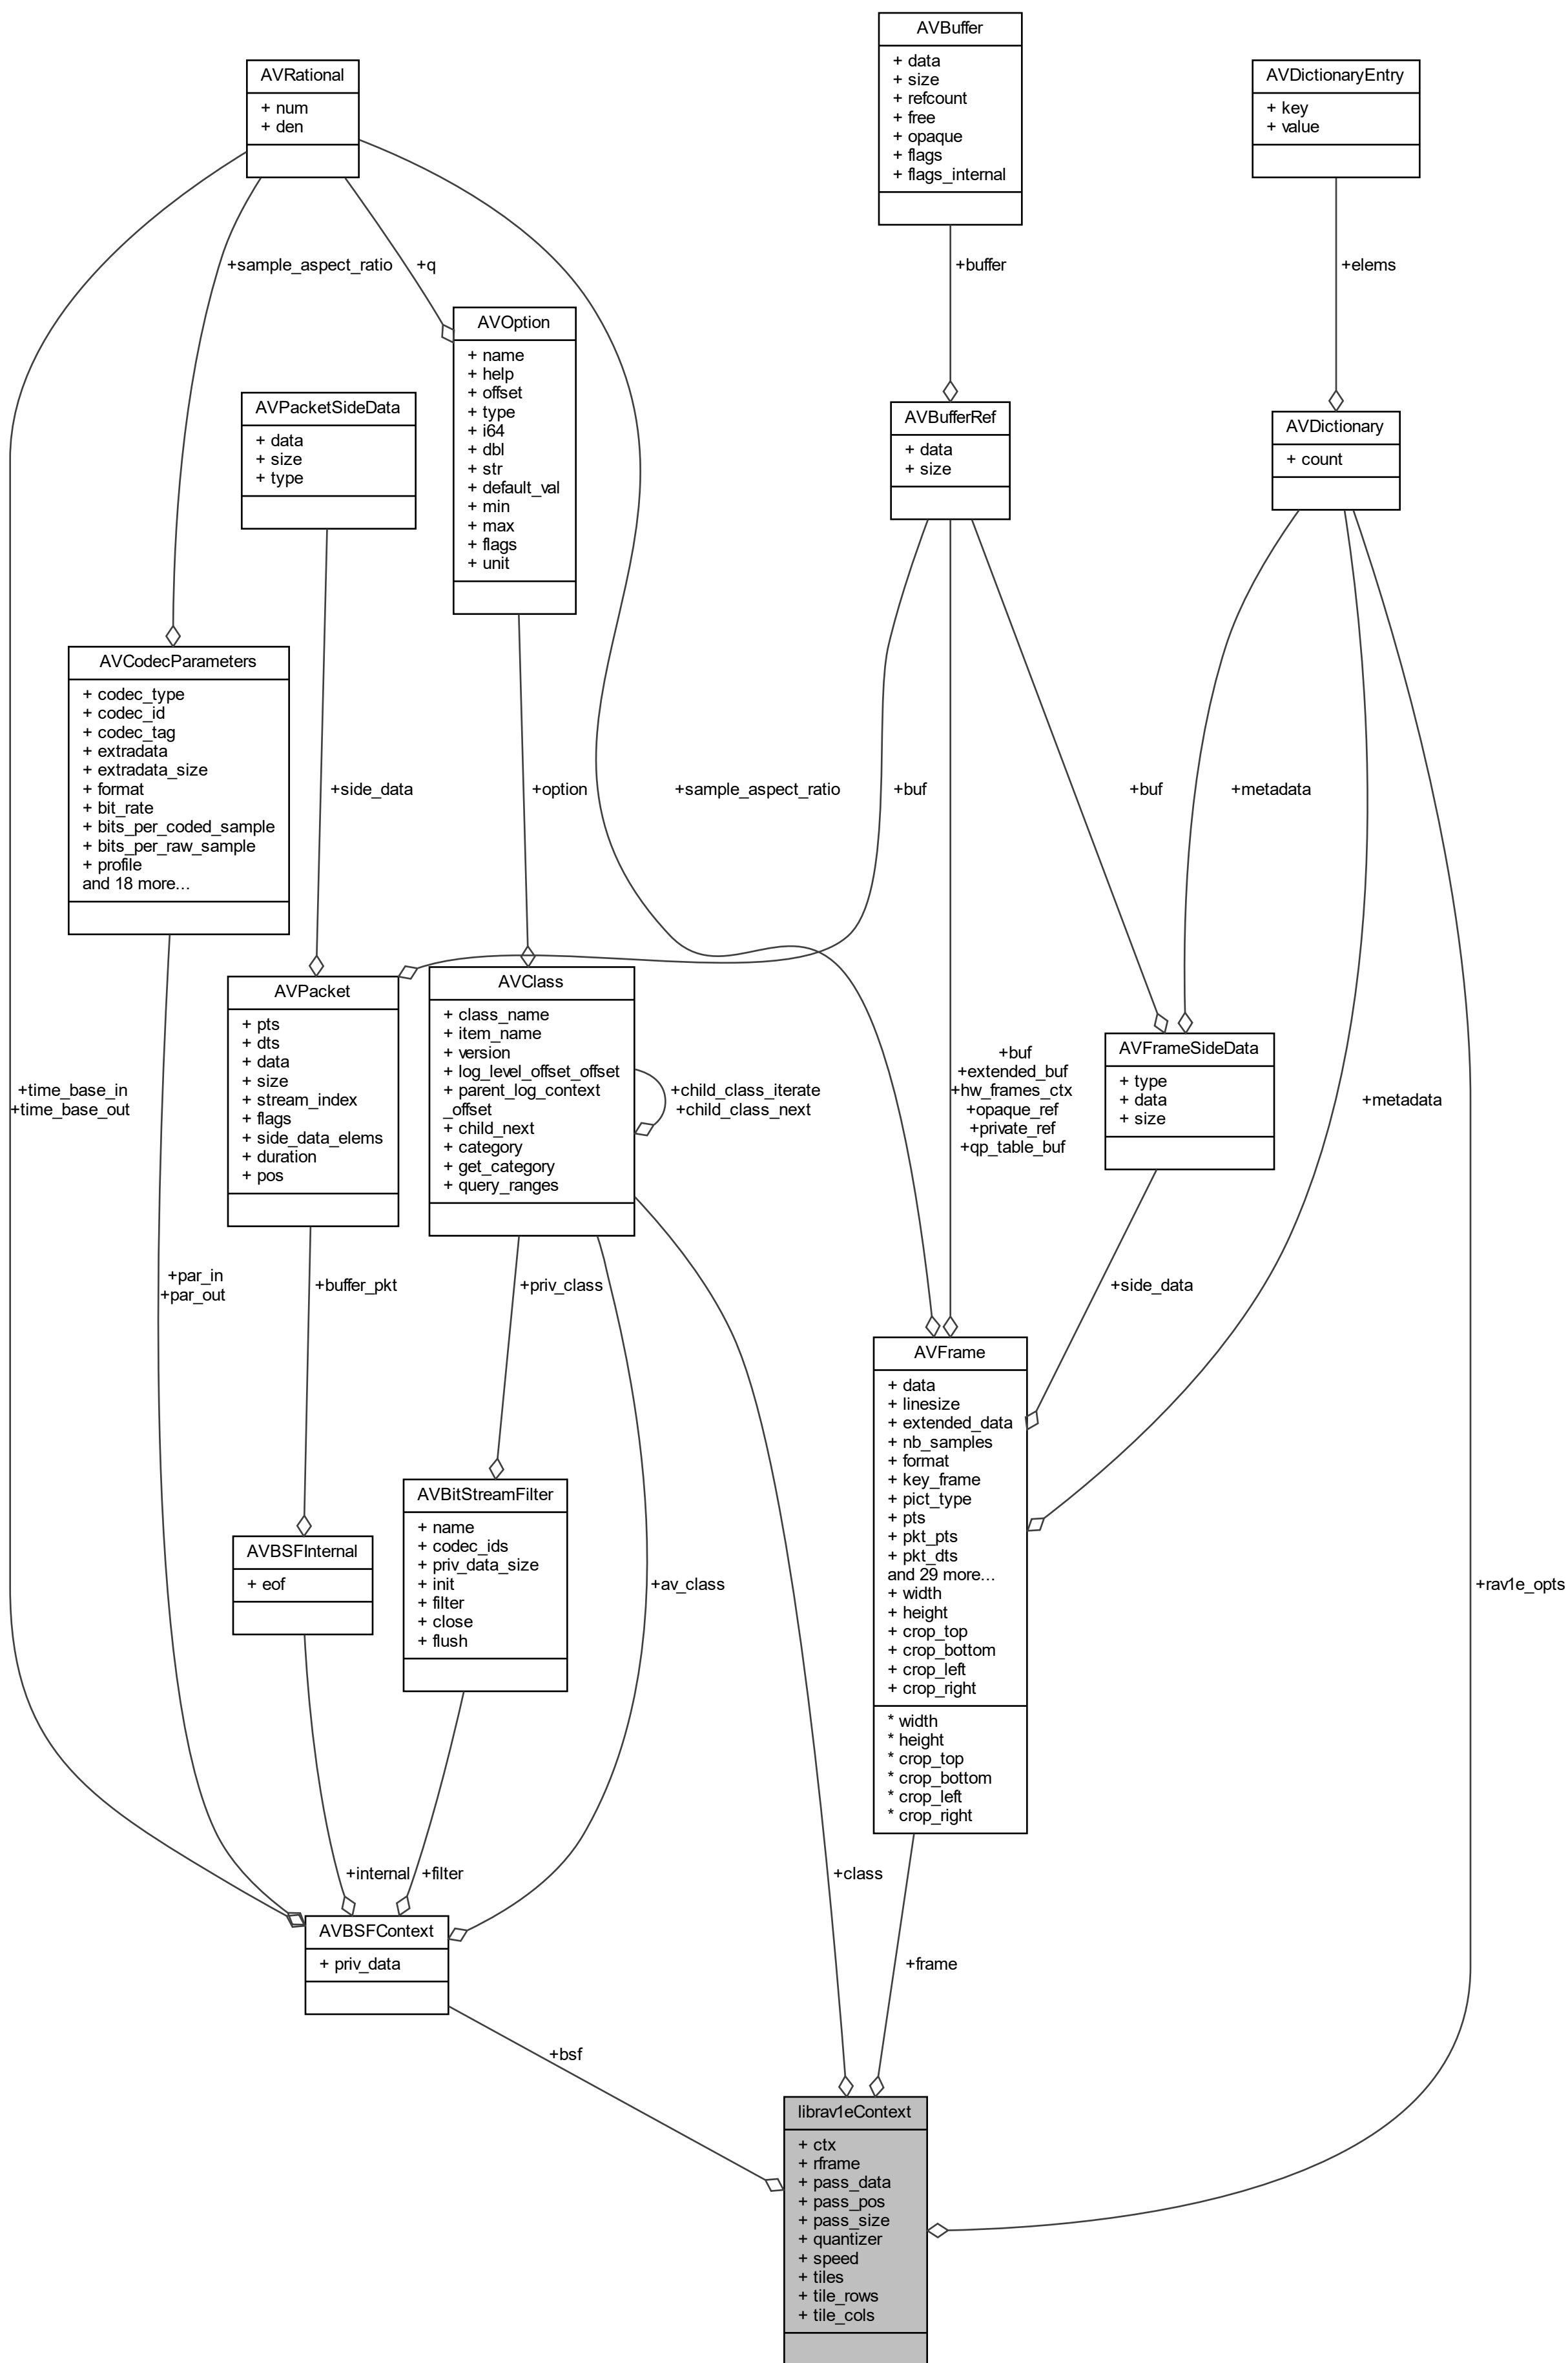 AVBuffer
+ data
+ size
+ refcount
+ free
+ opaque
+ flags
+ flags_internal
AVRational
+ num
+ den
AVDictionaryEntry
+ key
+ value
+sample_aspect_ratio
+q
+buffer
+elems
AVOption
+ name
+ help
+ offset
+ type
+ i64
+ dbl
+ str
+ default_val
+ min
+ max
+ flags
+ unit
AVPacketSideData
+ data
+ size
+ type
AVBufferRef
+ data
+ size
AVDictionary
+ count
AVCodecParameters
+ codec_type
+ codec_id
+ codec_tag
+ extradata
+ extradata_size
+ format
+ bit_rate
+ bits_per_coded_sample
+ bits_per_raw_sample
+ profile
and 18 more...
+side_data
+option
+sample_aspect_ratio
+buf
+buf
+metadata
AVPacket
+ pts
+ dts
+ data
+ size
+ stream_index
+ flags
+ side_data_elems
+ duration
+ pos
AVClass
+ class_name
+ item_name
+ version
+ log_level_offset_offset
+ parent_log_context
_offset
+ child_next
+ category
+ get_category
+ query_ranges
+child_class_iterate
+child_class_next
+buf
+extended_buf
+hw_frames_ctx
+opaque_ref
+private_ref
+qp_table_buf
AVFrameSideData
+ type
+ data
+ size
+metadata
+time_base_in
+time_base_out
+par_in
+par_out
+buffer_pkt
+priv_class
+side_data
AVFrame
+ data
+ linesize
+ extended_data
+ nb_samples
+ format
+ key_frame
+ pict_type
+ pts
+ pkt_pts
+ pkt_dts
and 29 more...
+ width
+ height
+ crop_top
+ crop_bottom
+ crop_left
+ crop_right
* width
* height
* crop_top
* crop_bottom
* crop_left
* crop_right
AVBitStreamFilter
+ name
+ codec_ids
+ priv_data_size
+ init
+ filter
+ close
+ flush
AVBSFInternal
+ eof
+av_class
+rav1e_opts
+internal
+filter
+class
AVBSFContext
+ priv_data
+frame
+bsf
librav1eContext
+ ctx
+ rframe
+ pass_data
+ pass_pos
+ pass_size
+ quantizer
+ speed
+ tiles
+ tile_rows
+ tile_cols